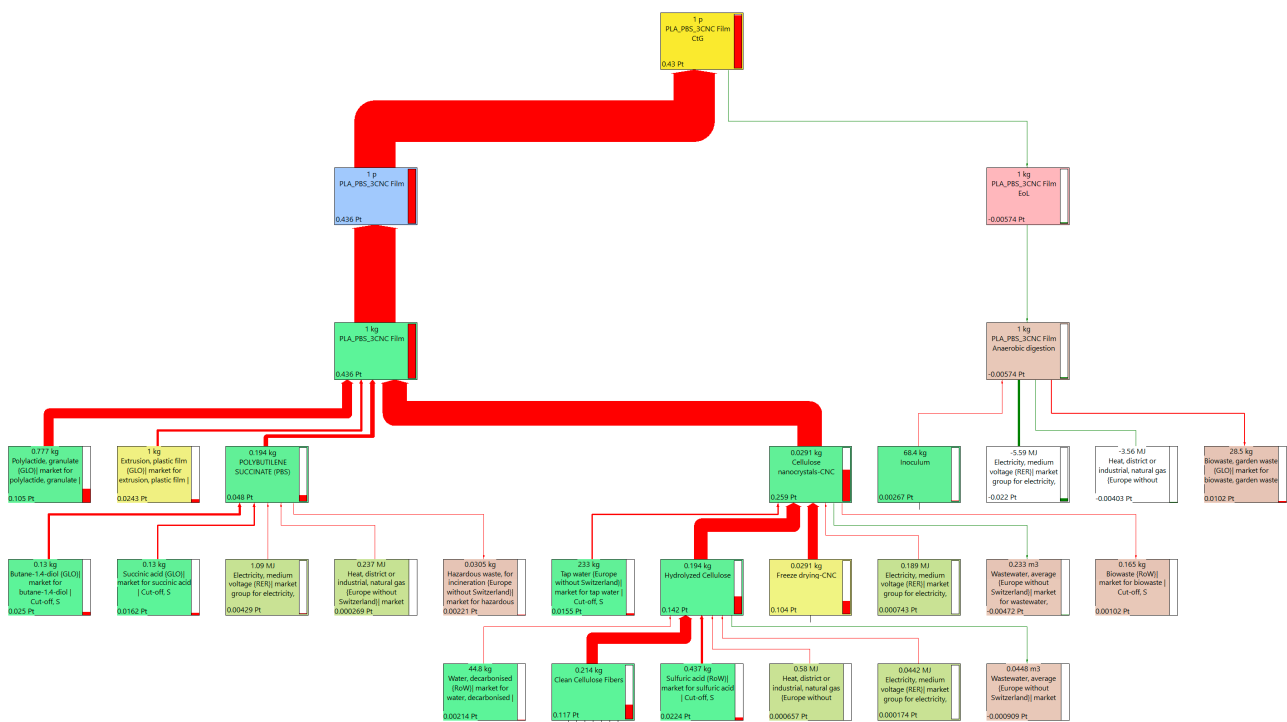 1 p
PLA_PBS_3CNC Film
CtG
0.43 Pt
1 p
PLA_PBS_3CNC Film
0.436 Pt
1 kg
PLA_PBS_3CNC Film
EoL
-0.00574 Pt
1 kg
PLA_PBS_3CNC Film
0.436 Pt
1 kg
PLA_PBS_3CNC Film
Anaerobic digestion
-0.00574 Pt
0.777 kg
Polylactide, granulate
{GLO}| market for
polylactide, granulate |
0.105 Pt
1 kg
Extrusion, plastic film
{GLO}| market for
extrusion, plastic film |
0.0243 Pt
0.194 kg
POLYBUTILENE
SUCCINATE (PBS)
0.048 Pt
0.0291 kg
Cellulose
nanocrystals-CNC
0.259 Pt
68.4 kg
Inoculum
0.00267 Pt
-5.59 MJ
Electricity, medium
voltage {RER}| market
group for electricity,
-0.022 Pt
-3.56 MJ
Heat, district or
industrial, natural gas
{Europe without
-0.00403 Pt
28.5 kg
Biowaste, garden waste
{GLO}| market for
biowaste, garden waste
|
0.0102 Pt
0.13 kg
Butane-1.4-diol {GLO}|
market for
butane-1.4-diol |
Cut-off, S
0.025 Pt
0.13 kg
Succinic acid {GLO}|
market for succinic acid
| Cut-off, S
0.0162 Pt
1.09 MJ
Electricity, medium
voltage {RER}| market
group for electricity,
0.00429 Pt
0.237 MJ
Heat, district or
industrial, natural gas
{Europe without
Switzerland}| market
0.000269 Pt
0.0305 kg
Hazardous waste, for
incineration {Europe
without Switzerland}|
market for hazardous
0.00221 Pt
233 kg
Tap water {Europe
without Switzerland}|
market for tap water |
Cut-off, S
0.0155 Pt
0.194 kg
Hydrolyzed Cellulose
0.142 Pt
0.0291 kg
Freeze drying-CNC
0.104 Pt
0.189 MJ
Electricity, medium
voltage {RER}| market
group for electricity,
0.000743 Pt
0.233 m3
Wastewater, average
{Europe without
Switzerland}| market
for wastewater,
-0.00472 Pt
0.165 kg
Biowaste {RoW}|
market for biowaste |
Cut-off, S
0.00102 Pt
44.8 kg
Water, decarbonised
{RoW}| market for
water, decarbonised |
0.00214 Pt
0.214 kg
Clean Cellulose Fibers
0.117 Pt
0.437 kg
Sulfuric acid {RoW}|
market for sulfuric acid
| Cut-off, S
0.0224 Pt
0.58 MJ
Heat, district or
industrial, natural gas
{Europe without
0.000657 Pt
0.0442 MJ
Electricity, medium
voltage {RER}| market
group for electricity,
0.000174 Pt
0.0448 m3
Wastewater, average
{Europe without
Switzerland}| market
-0.000909 Pt